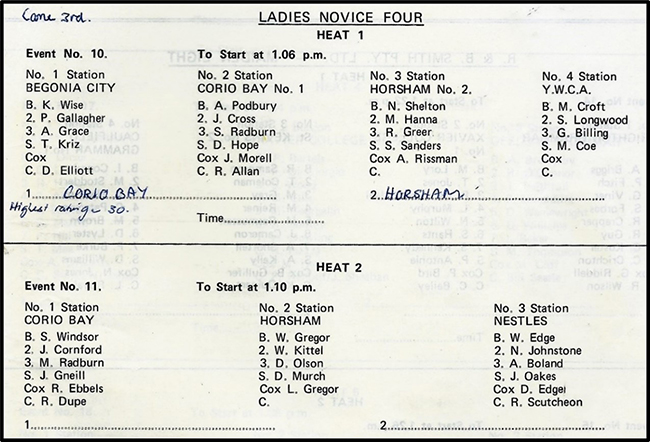 Came 3rd.
LADIES NOVICE FOUR
HEAT 1
Event No. 10. To Start at 1.06 p.m.
No. 1 Station
BEGONIA CITY
B. K. Wise
2. P. Gallagher
3. A. Grace
S. T. Kriz
Cox
C. D. Elliott
No. 2 Station
CORIO BAY No. 1
B. A. Podbury
2. J. Cross
3. S. Radburn
S. D. Hope
Cox J. Morell
C. R. Allan
No. 3 Station
HORSHAM No. 2.
B. N. Shelton
2. M. Hanna
3. R. Greer
S. S. Sanders
Cox A. Rissman
C.
No. 4 Station
Y.W.C.A.
B. M. Croft
2. S. Longwood
3. G. Billing
S. M. Coe
Cox
C.
1. CORIO BAY 2. HORSHAM
Highest rating 30.
Time
HEAT 2
Event No. 11. To Start at 1.10 p.m.
No. 1 Station
CORIO BAY
B. S. Windsor
2. J. Cornford
3. M. Radburn
S. J. Gneill
Cox R. Ebbels
C. R. Dupe
No. 2 Station
HORSHAM
B. W. Gregor
2. W. Kittel
3. D. Olson
S. D. Murch
Cox L. Gregor
C.
No. 3 Station
NESTLES
B. W. Edge
2. N. Johnstone
3. A. Boland
S. J. Oakes
Cox D. Edgei
C. R. Scutcheon
1. 2.